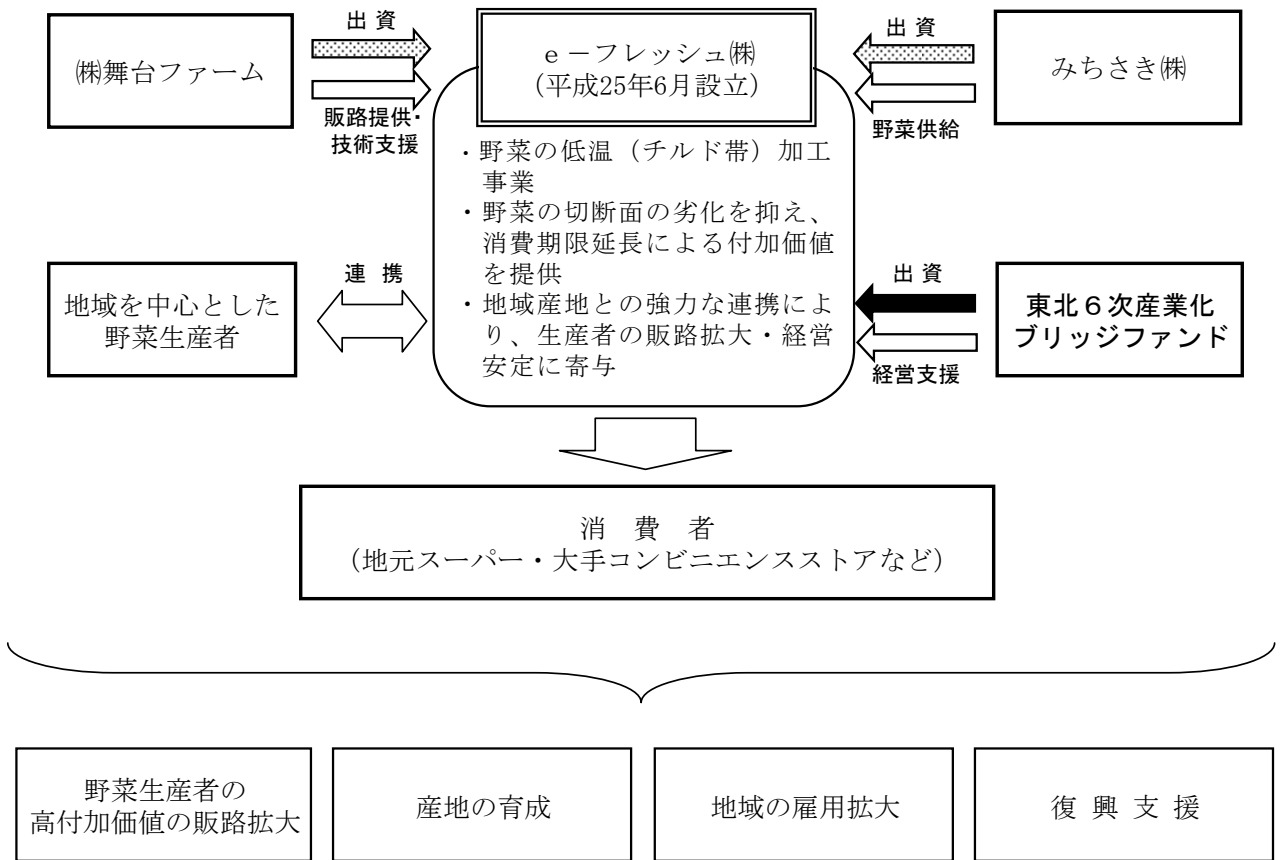 出 資
㈱舞台ファーム
販路提供・
技術支援
e－フレッシュ㈱
(平成25年6月設立)
出 資
みちさき㈱
野菜供給
・野菜の低温（チルド帯）加工
事業
・野菜の切断面の劣化を抑え、
消費期限延長による付加価値
を提供
・地域産地との強力な連携によ
り、生産者の販路拡大・経営
安定に寄与
地域を中心とした
野菜生産者
連 携
出 資
東北６次産業化
ブリッジファンド
経営支援
消 費 者
(地元スーパー・大手コンビニエンスストアなど)
野菜生産者の
高付加価値の販路拡大
産地の育成
地域の雇用拡大
復 興 支 援